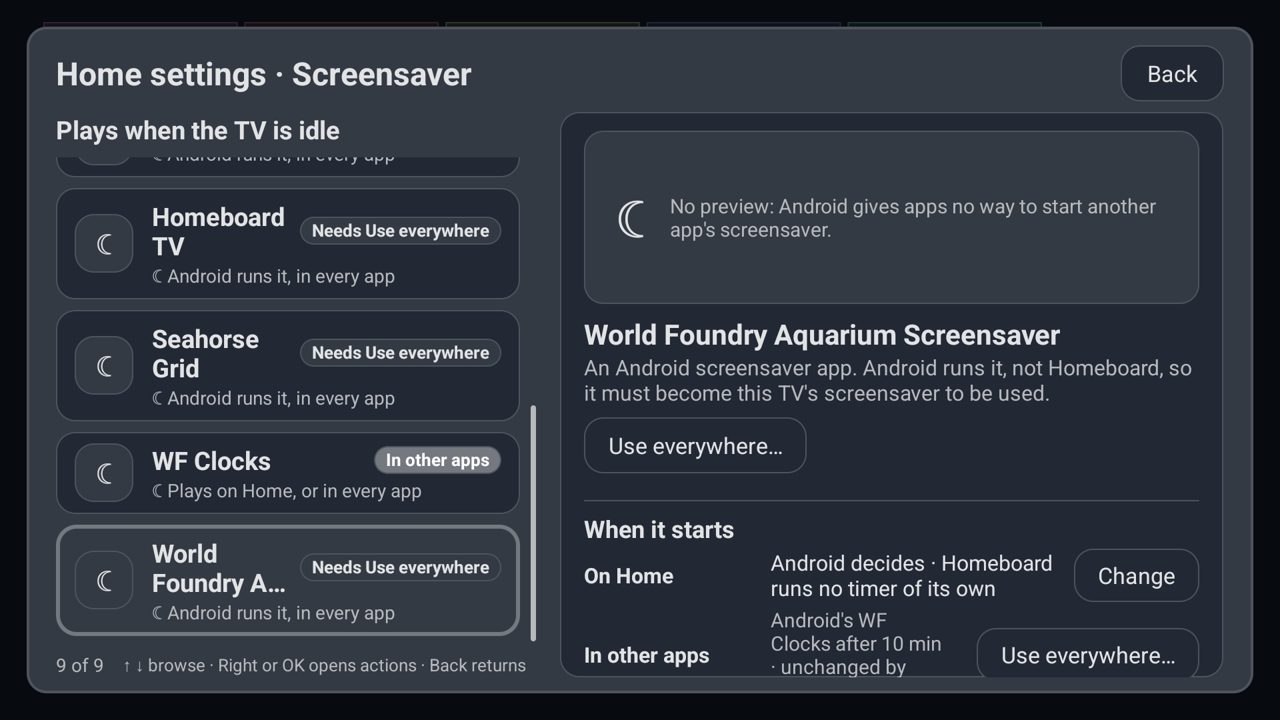 Home settings · Screensaver
Back
Plays when the TV is idle
Android runs it, in every app
Homeboard
TV
Needs Use everywhere
Android runs it, in every app
Seahorse
Grid
Needs Use everywhere
Android runs it, in every app
WF Clocks
In other apps
Plays on Home, or in every app
World
Foundry A...
Needs Use everywhere
Android runs it, in every app
9 of 9 ↑ ↓ browse · Right or OK opens actions · Back returns
No preview: Android gives apps no way to start another
app's screensaver.
World Foundry Aquarium Screensaver
An Android screensaver app. Android runs it, not Homeboard, so
it must become this TV's screensaver to be used.
Use everywhere...
When it starts
On Home
Android decides · Homeboard
runs no timer of its own
Change
In other apps
Android's WF
Clocks after 10 min
· unchanged by
Use everywhere...